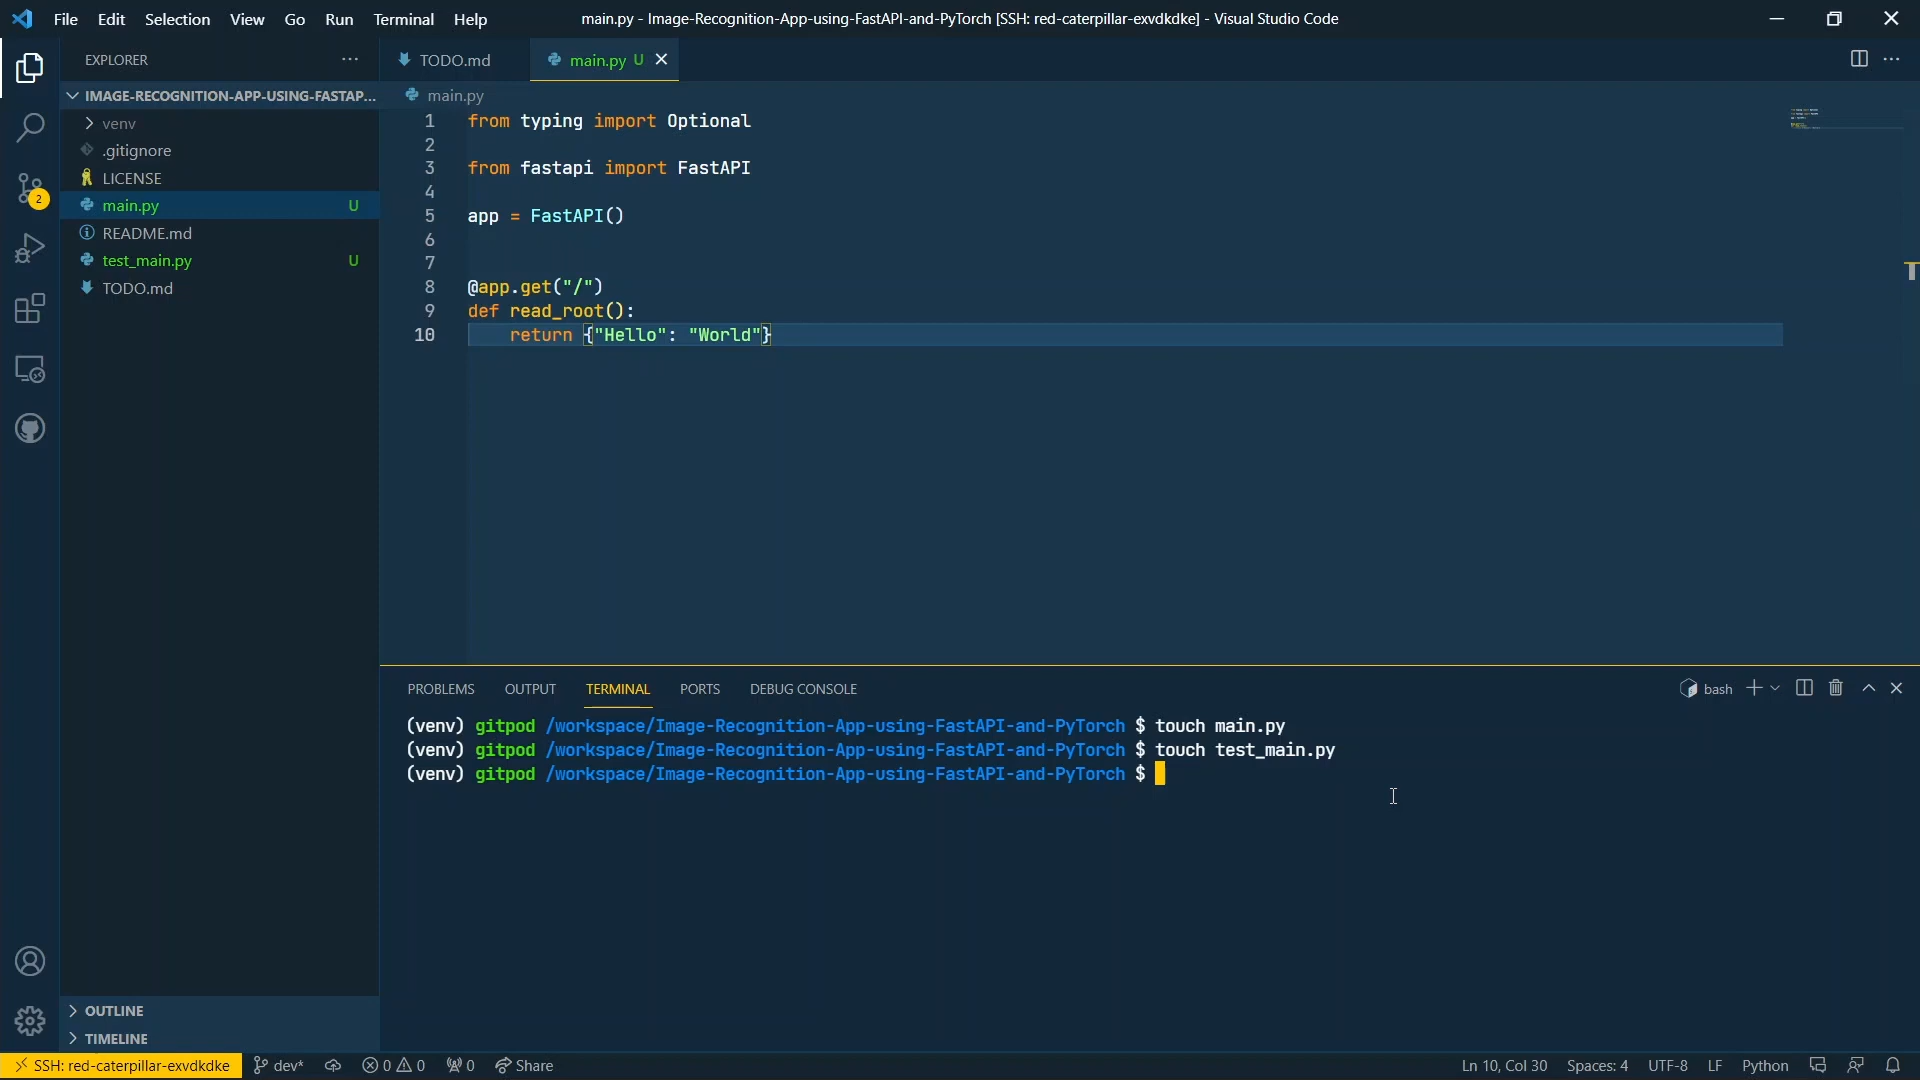 File Edit Selection View Go Run Terminal Help
main.py - Image-Recognition-App-using-FastAPI-and-PyTorch [SSH: red-caterpillar-exvdkdke] - Visual Studio Code
EXPLORER
IMAGE-RECOGNITION-APP-USING-FASTAP...
venv
.gitignore
LICENSE
main.py U
README.md
test_main.py U
TODO.md
2
OUTLINE
TIMELINE
TODO.md
main.py U
main.py
1 from typing import Optional
2
3 from fastapi import FastAPI
4
5 app = FastAPI()
6
7
8 @app.get("/")
9 def read_root():
10 return {"Hello": "World"}
PROBLEMS OUTPUT TERMINAL PORTS DEBUG CONSOLE
bash
(venv) gitpod /workspace/Image-Recognition-App-using-FastAPI-and-PyTorch $ touch main.py
(venv) gitpod /workspace/Image-Recognition-App-using-FastAPI-and-PyTorch $ touch test_main.py
(venv) gitpod /workspace/Image-Recognition-App-using-FastAPI-and-PyTorch $
SSH: red-caterpillar-exvdkdke dev* 0 0 0 Share
Ln 10, Col 30 Spaces: 4 UTF-8 LF Python